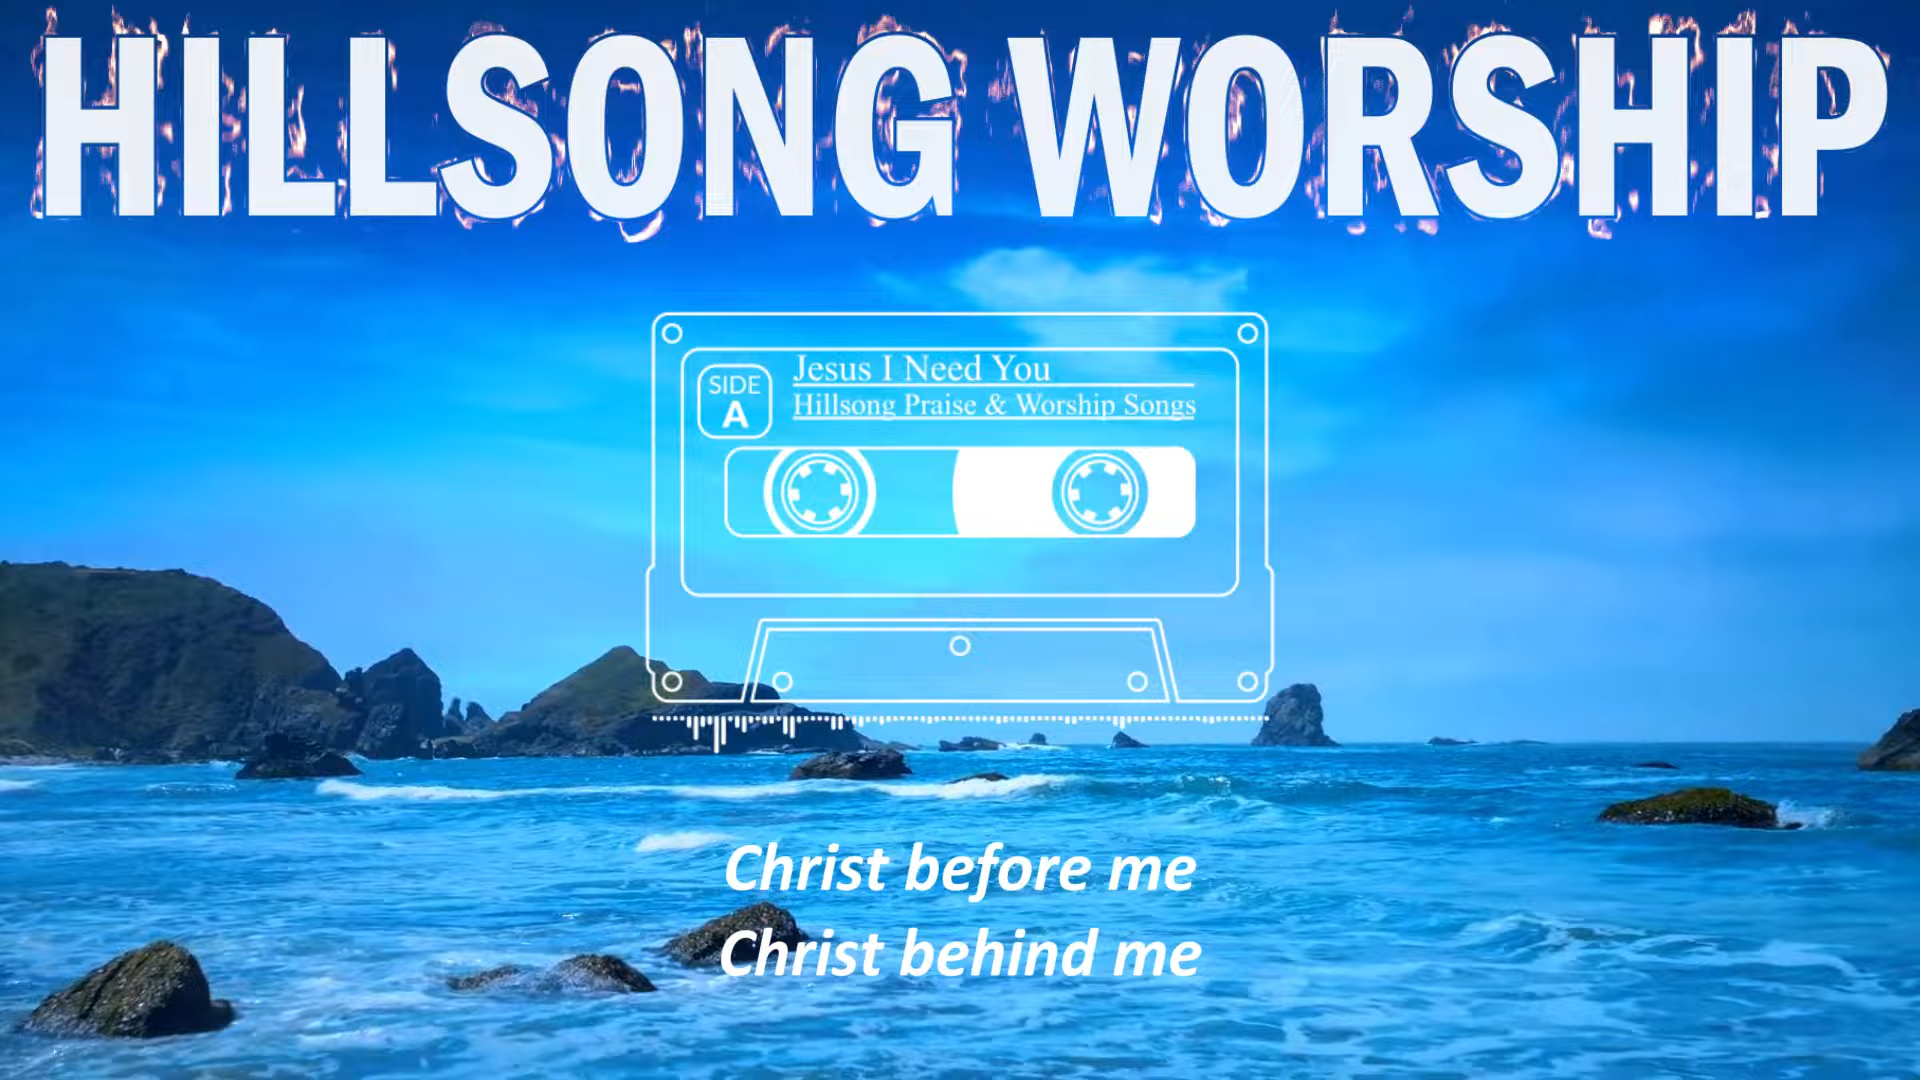 HILLSONG WORSHIP
SIDE
A
Jesus I Need You
Hillsong Praise & Worship Songs
Christ before me
Christ behind me